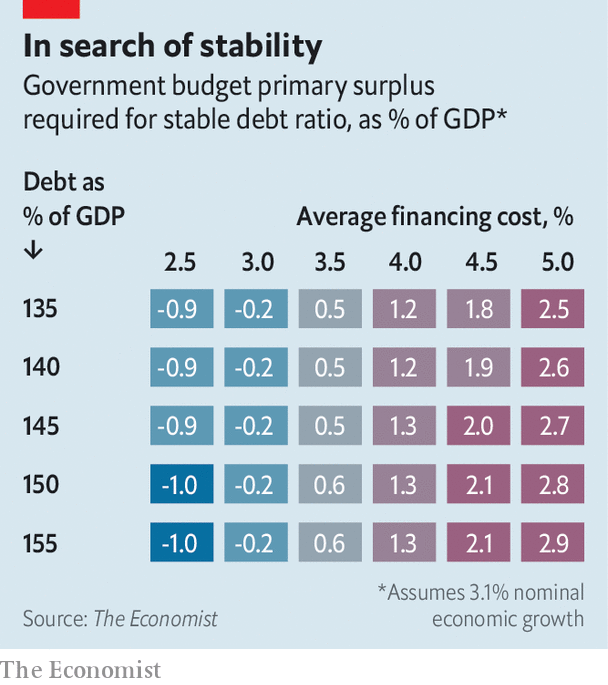 In search of stability
Government budget primary surplus
required for stable debt ratio, as % of GDP*
Debt as
% of GDP
↓
Average financing cost, %
2.5 3.0 3.5 4.0 4.5 5.0
135 -0.9 -0.2 0.5 1.2 1.8 2.5
140 -0.9 -0.2 0.5 1.2 1.9 2.6
145 -0.9 -0.2 0.5 1.3 2.0 2.7
150 -1.0 -0.2 0.6 1.3 2.1 2.8
155 -1.0 -0.2 0.6 1.3 2.1 2.9
*Assumes 3.1% nominal
economic growth
Source: The Economist
The Economist